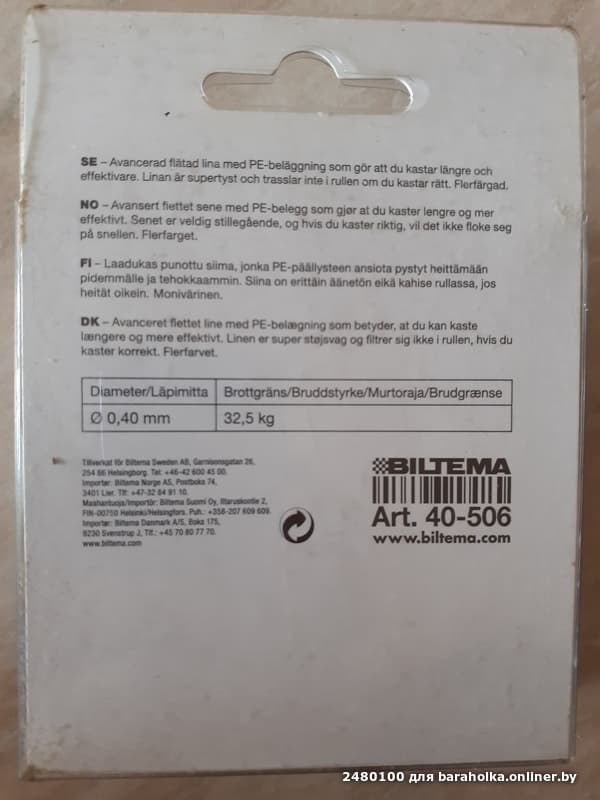 SE – Avancerad flätad lina med PE-beläggning som gör att du kastar längre och
effektivare. Linan är supertyst och trasslar inte i rullen om du kastar rätt. Flerfärgad.
NO – Avansert flettet sene med PE-belegg som gjør at du kaster lengre og mer
effektivt. Senet er veldig stillegående, og hvis du kaster riktig, vil det ikke floke seg
på snellen. Flerfarget.
FI – Laadukas punottu siima, jonka PE-päällysteen ansiota pystyt heittämään
pidemmälle ja tehokkaammin. Siina on erittäin äänetön eikä kahise rullassa, jos
heität oikein. Monivärinen.
DK – Avanceret flettet line med PE-belægning som betyder, at du kan kaste
længere og mere effektivt. Linen er super støjsvag og filtrer sig ikke i rullen, hvis du
kaster korrekt. Flerfarvet.
Diameter/Läpimitta Brottgräns/Bruddstyrke/Murtoraja/Brudgrænse
Ø 0,40 mm 32,5 kg
Tillverkat för Biltema Sweden AB, Garnisonsgatan 26,
254 66 Helsingborg. Tel: +46-42 600 45 00.
Importør: Biltema Norge AS, Postboks 74,
3401 Lier. Tlf: +47-32 84 91 10.
Maahantuoja/Importör: Biltema Suomi Oy, Iltaruskontie 2,
FIN-00750 Helsinki/Helsingfors. Puh.: +358-207 609 609.
Importør: Biltema Danmark A/S, Boks 175,
9230 Svenstrup J, Tlf.: +45 70 80 77 70.
www.biltema.com
BILTEMA
Art. 40-506
www.biltema.com
2480100 для baraholka.onliner.by